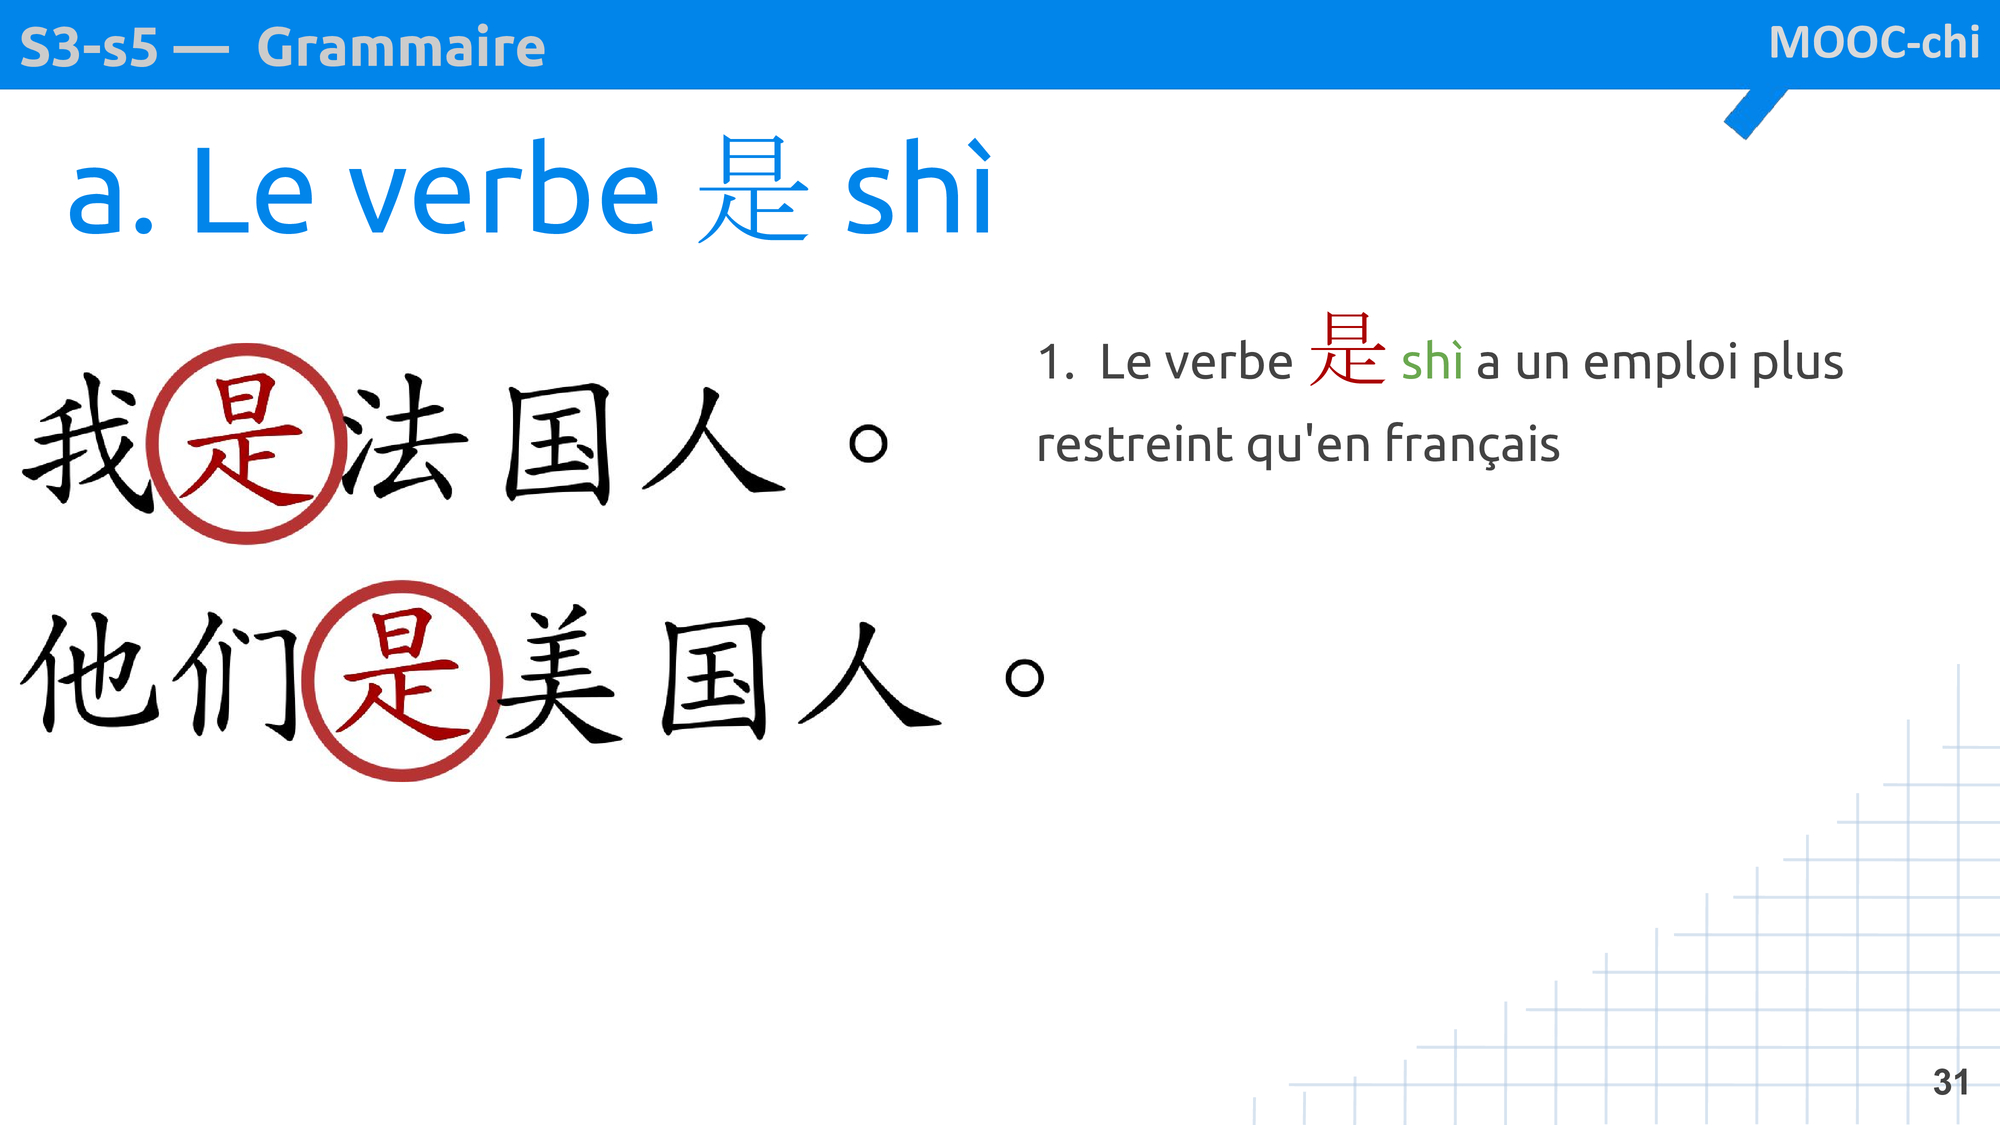 S3-s5 — Grammaire
MOOC-chi
a. Le verbe 是 shì
我是法国人。
他们是美国人。
1. Le verbe 是 shì a un emploi plus
restreint qu'en français
31